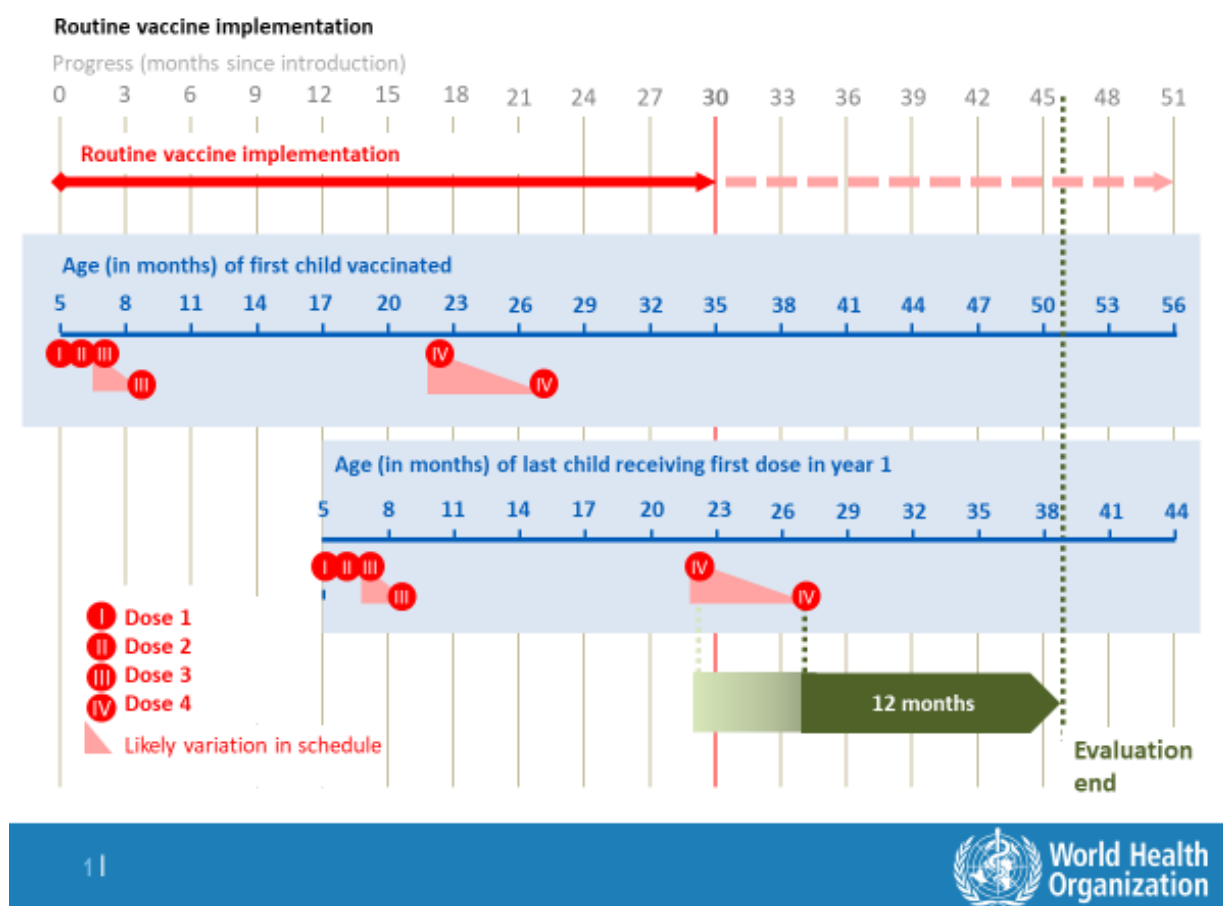 Routine vaccine implementation
Progress (months since introduction)
0 3 6 9 12 15 18 21 24 27 30 33 36 39 42 45 48 51
Routine vaccine implementation
Age (in months) of first child vaccinated
5 8 11 14 17 20 23 26 29 32 35 38 41 44 47 50 53 56
I II III IV
III IV
Age (in months) of last child receiving first dose in year 1
5 8 11 14 17 20 23 26 29 32 35 38 41 44
I II III IV
III IV
I Dose 1
II Dose 2
III Dose 3
IV Dose 4
Likely variation in schedule
12 months
Evaluation
end
1 |
World Health
Organization